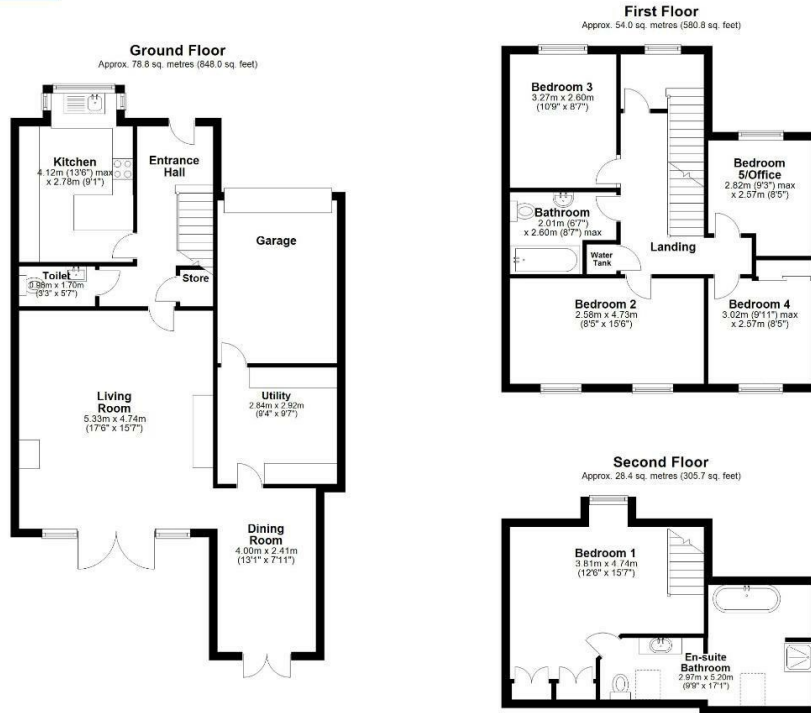 Ground Floor
Approx. 78.8 sq. metres (848.0 sq. feet)
Kitchen
4.12m (13'6") max
x 2.78m (9'1")
Entrance
Hall
Garage
Toilet
0.98m x 1.70m
(3'3" x 5'7")
Store
Living
Room
5.33m x 4.74m
(17'6" x 15'7")
Utility
2.84m x 2.92m
(9'4" x 9'7")
Dining
Room
4.00m x 2.41m
(13'1" x 7'11")
First Floor
Approx. 54.0 sq. metres (580.8 sq. feet)
Bedroom 3
3.27m x 2.60m
(10'9" x 8'7")
Bedroom
5/Office
2.82m (9'3") max
x 2.57m (8'5")
Bathroom
2.01m (6'7")
x 2.60m (8'7") max
Water
Tank
Landing
Bedroom 2
2.58m x 4.73m
(8'5" x 15'6")
Bedroom 4
3.02m (9'11") max
x 2.57m (8'5")
Second Floor
Approx. 28.4 sq. metres (305.7 sq. feet)
Bedroom 1
3.81m x 4.74m
(12'6" x 15'7")
En-suite
Bathroom
2.97m x 5.20m
(9'9" x 17'1")